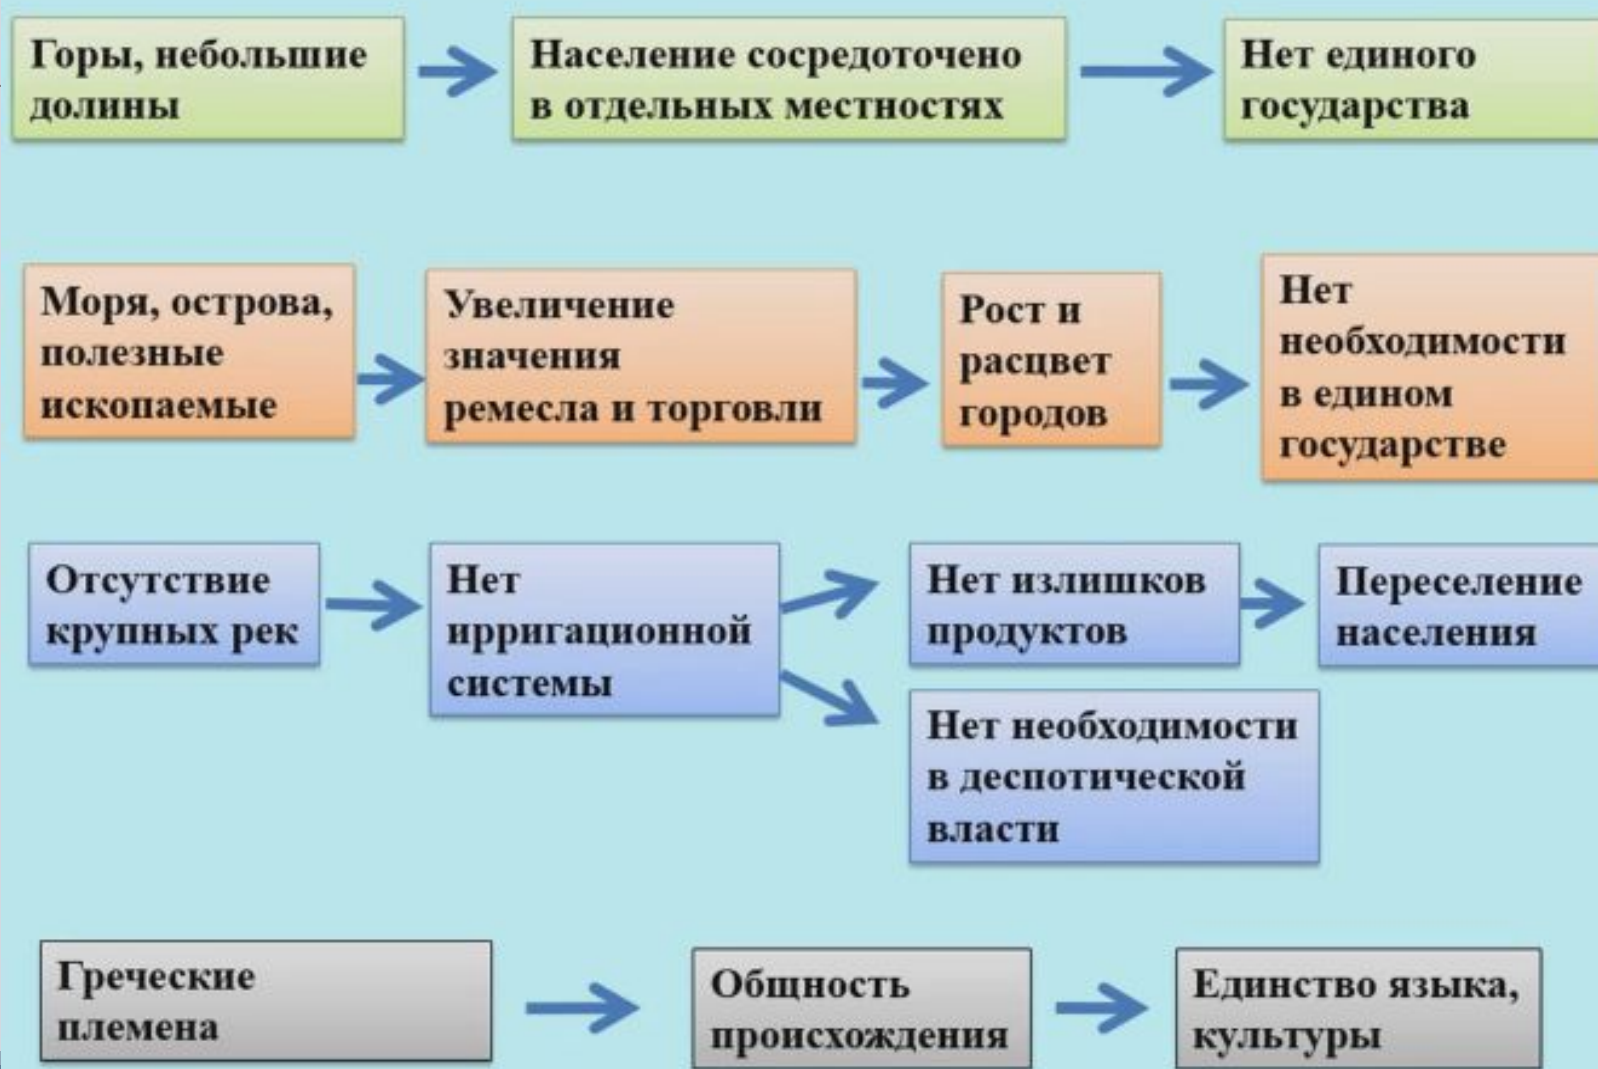 Горы, небольшие
долины
Население сосредоточено
в отдельных местностях
Нет единого
государства
Моря, острова,
полезные
ископаемые
Увеличение
значения
ремесла и торговли
Рост и
расцвет
городов
Нет
необходимости
в едином
государстве
Отсутствие
крупных рек
Нет
ирригационной
системы
Нет излишков
продуктов
Переселение
населения
Нет необходимости
в деспотической
власти
Греческие
племена
Общность
происхождения
Единство языка,
культуры